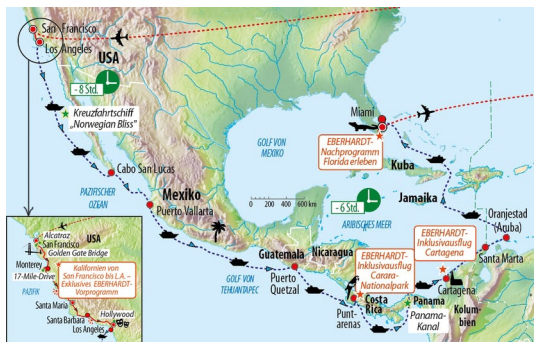 San Francisco
Los Angeles
USA
- 8 Std.
Kreuzfahrtschiff
„Norwegian Bliss”
Miami
EBERHARDT-
Nachprogramm
Florida erleben
GOLF VON
MEXIKO
Kuba
Cabo San Lucas
PAZIFISCHER
OZEAN
Mexiko
Puerto Vallarta
0 200 400 600 km
- 6 Std.
Jamaika
ARIBISCHES MEER
Oranjestad
(Aruba)
EBERHARDT-
Inklusivausflug
Cartagena
Santa Marta
Guatemala
Nicaragua
EBERHARDT-
Inklusivausflug
Carara-
Nationalpark
GOLF VON
TEHUANTAPEC
Puerto
Quetzal
Costa
Rica
Punt-
arenas
Panama
Cartagena
Panama-
Kanal
Kolum-
bien
Alcatraz
San Francisco
Golden Gate Bridge
USA
Monterey
17-Mile-Drive
PAZIFIK
Kalifornien von
San Francisco bis L.A. –
Exklusives EBERHARDT-
Vorprogramm
Santa Maria
Santa Barbara
Hollywood
Los Angeles